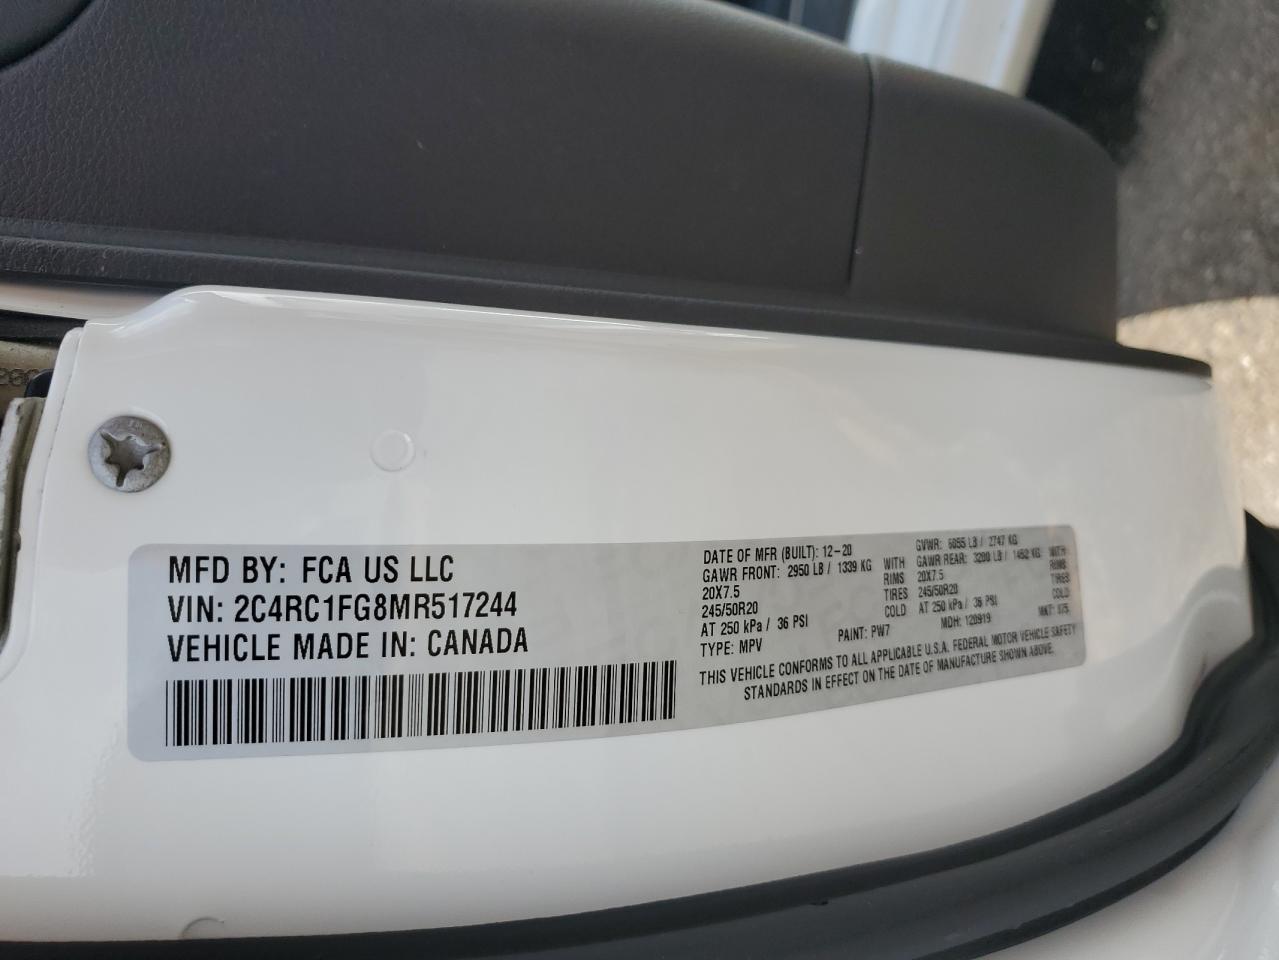 MFD BY: FCA US LLC
VIN: 2C4RC1FG8MR517244
VEHICLE MADE IN: CANADA
DATE OF MFR (BUILT): 12-20 GVWR: 6055 LB / 2747 KG
GAWR FRONT: 2950 LB / 1339 KG WITH GAWR REAR: 3200 LB / 1452 KG WITH
20X7.5 RIMS 20X7.5 RIMS
245/50R20 TIRES 245/50R20 TIRES
AT 250 kPa / 36 PSI COLD AT 250 kPa / 36 PSI COLD
TYPE: MPV PAINT: PW7 MDH: 120919 MKT:
THIS VEHICLE CONFORMS TO ALL APPLICABLE U.S.A. FEDERAL MOTOR VEHICLE SAFETY
STANDARDS IN EFFECT ON THE DATE OF MANUFACTURE SHOWN ABOVE.